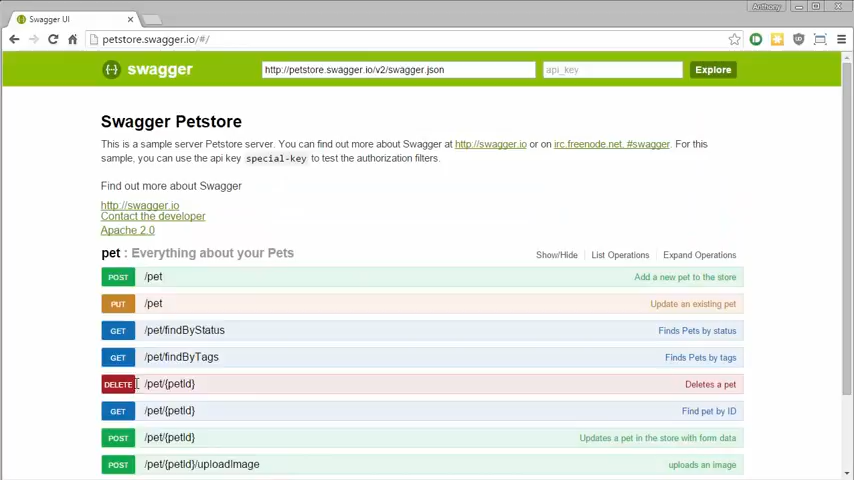 Anthony
Swagger UI
petstore.swagger.io/#/
swagger
http://petstore.swagger.io/v2/swagger.json
api_key
Explore
Swagger Petstore
This is a sample server Petstore server. You can find out more about Swagger at http://swagger.io or on irc.freenode.net, #swagger. For this
sample, you can use the api key special-key to test the authorization filters.
Find out more about Swagger
http://swagger.io
Contact the developer
Apache 2.0
pet : Everything about your Pets
Show/Hide
List Operations
Expand Operations
POST /pet Add a new pet to the store
PUT /pet Update an existing pet
GET /pet/findByStatus Finds Pets by status
GET /pet/findByTags Finds Pets by tags
DELETE /pet/{petId} Deletes a pet
GET /pet/{petId} Find pet by ID
POST /pet/{petId} Updates a pet in the store with form data
POST /pet/{petId}/uploadImage uploads an image